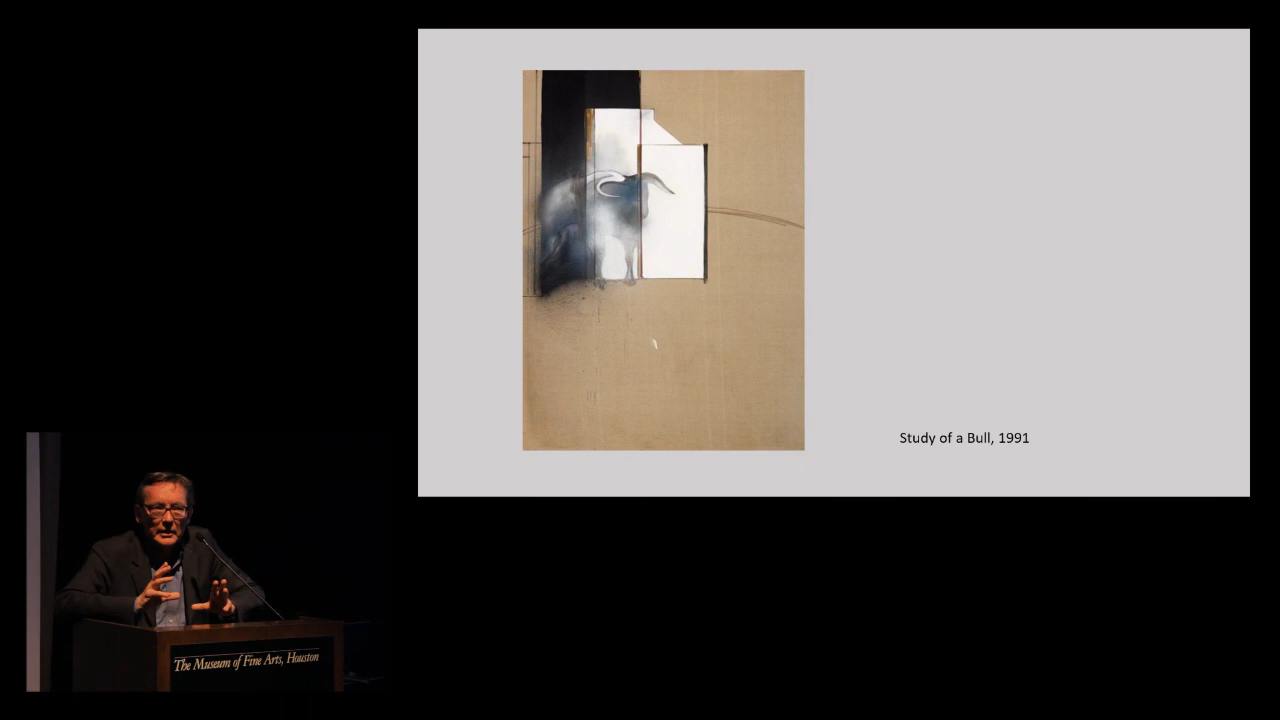 Study of a Bull, 1991
The Museum of Fine Arts, Houston